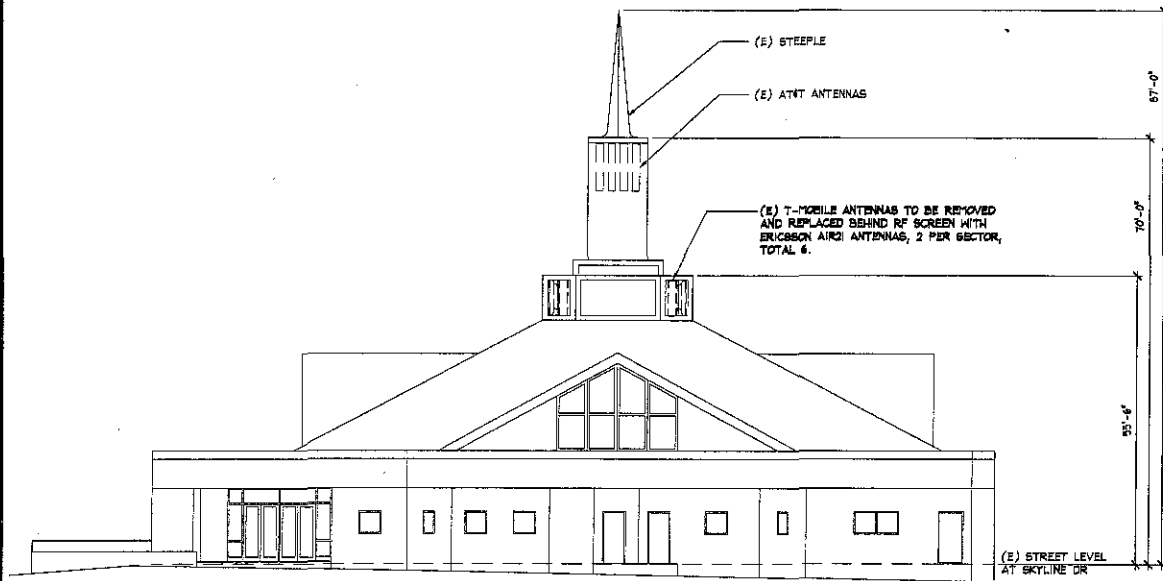 (E) STEEPLE
(E) AT&T ANTENNAS
(E) T-MOBILE ANTENNAS TO BE REMOVED
AND REPLACED BEHIND RF SCREEN WITH
ERICSSON AIR21 ANTENNAS, 2 PER SECTOR,
TOTAL 6.
87'-0"
70'-0"
55'-6"
(E) STREET LEVEL
AT SKYLINE DR